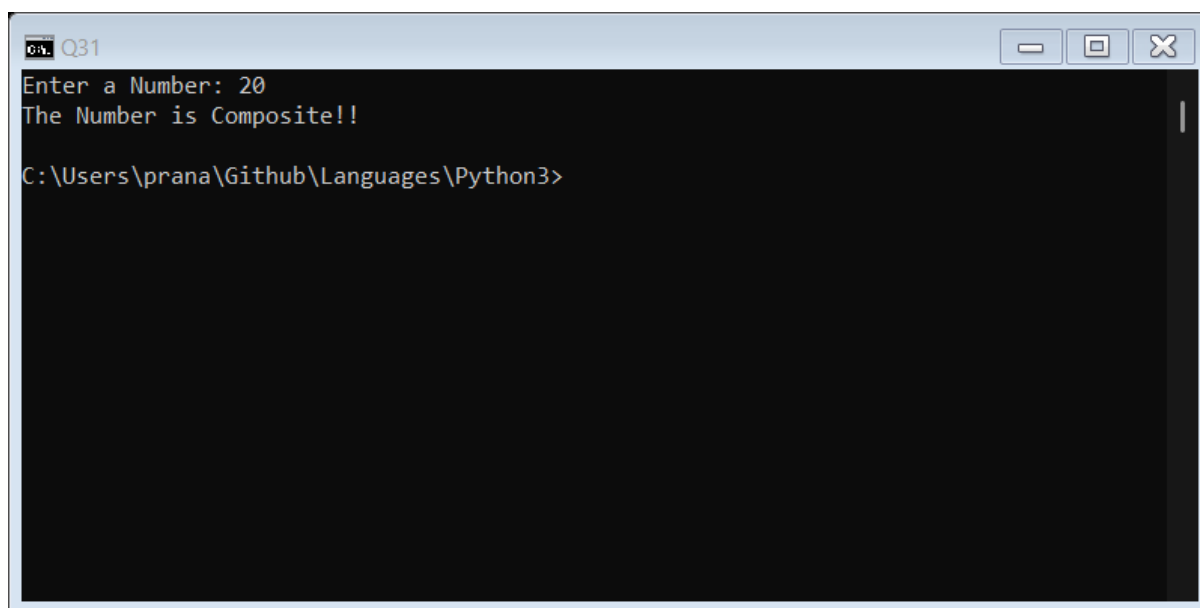 Q31
Enter a Number: 20
The Number is Composite!!
C:\Users\prana\Github\Languages\Python3>